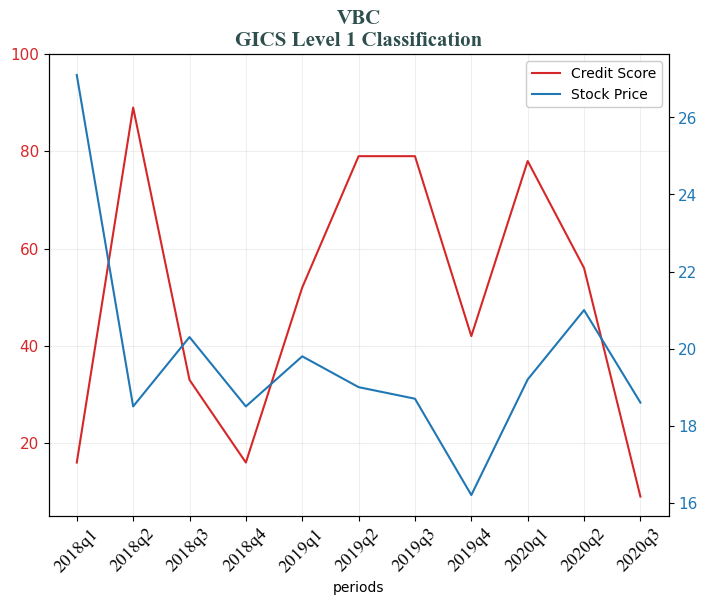 VBC
GICS Level 1 Classification
100
80
60
40
20
Credit Score
Stock Price
26
24
22
20
18
16
2018q1
2018q2
2018q3
2018q4
2019q1
2019q2
2019q3
2019q4
2020q1
2020q2
2020q3
periods